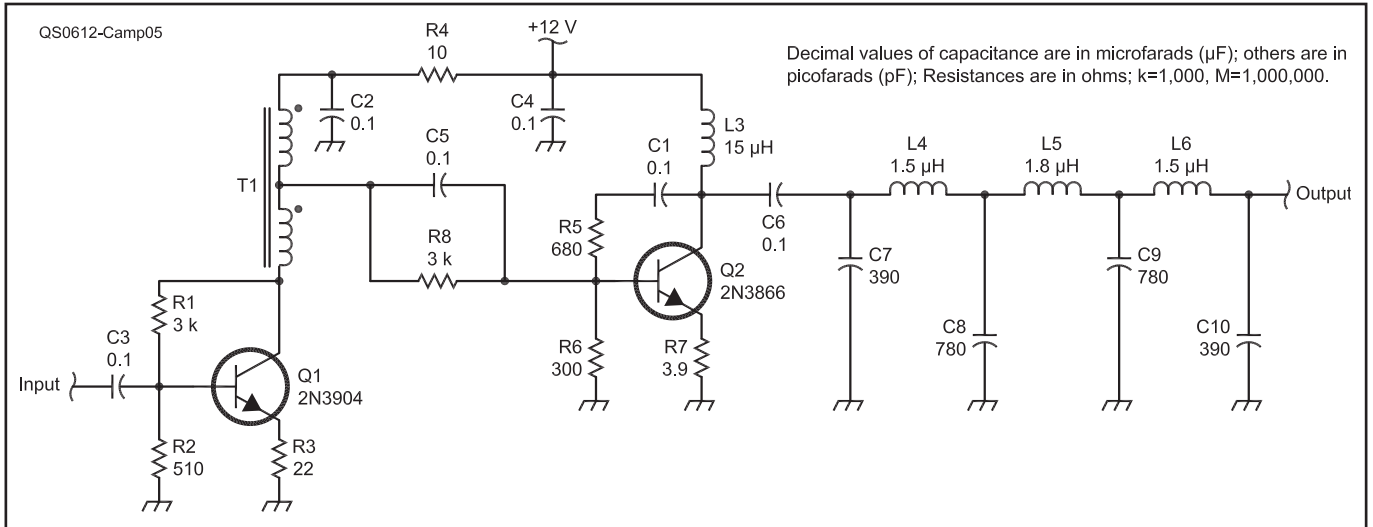 QS0612-Camp05
R4
10
+12 V
Decimal values of capacitance are in microfarads (µF); others are in
picofarads (pF); Resistances are in ohms; k=1,000, M=1,000,000.
C2
0.1
C4
0.1
L3
15 µH
T1
C5
0.1
C1
0.1
L4
1.5 µH
L5
1.8 µH
L6
1.5 µH
Output
R8
3 k
R5
680
C6
0.1
Q2
2N3866
C7
390
C9
780
R1
3 k
C3
0.1
R6
300
R7
3.9
C8
780
C10
390
Input
Q1
2N3904
R2
510
R3
22